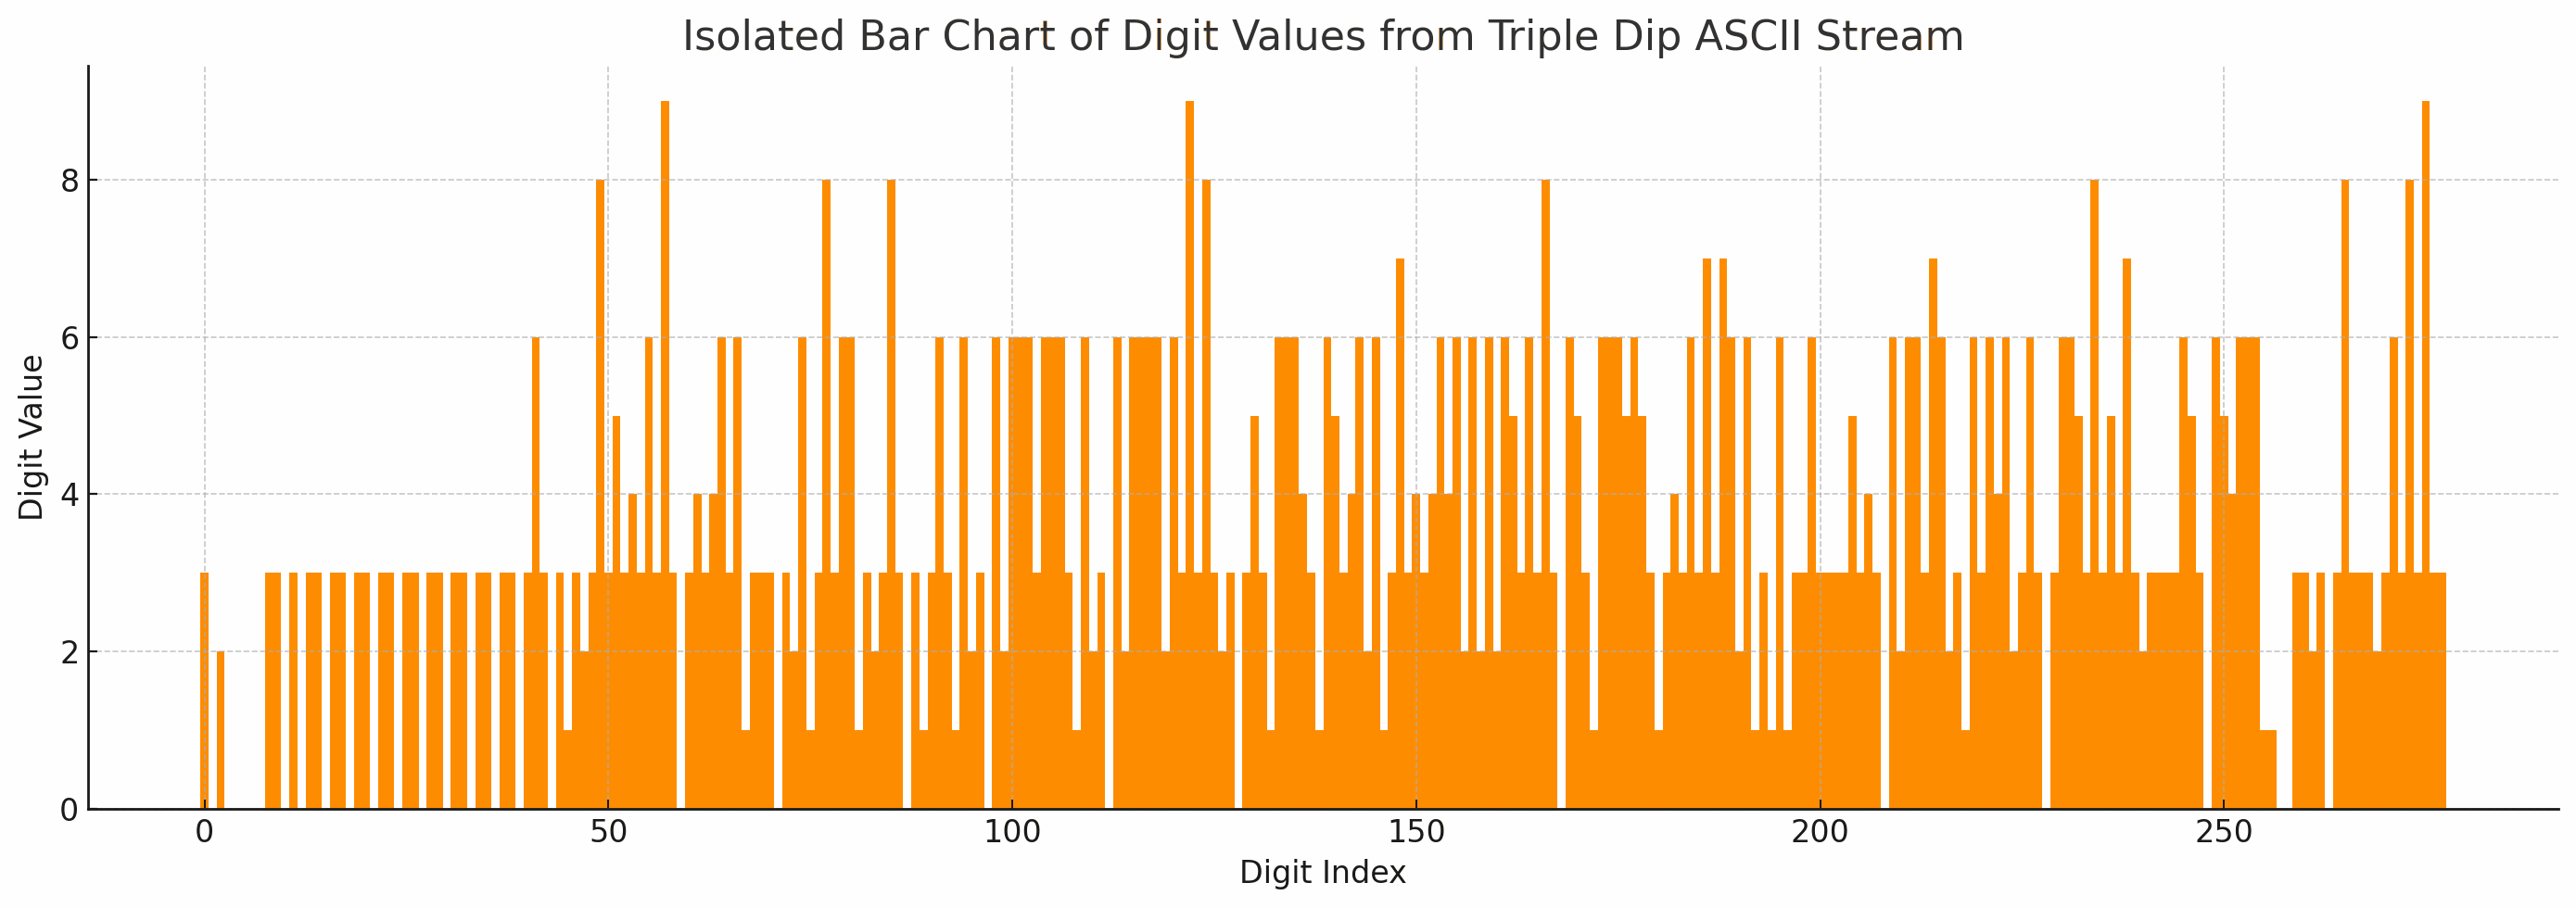 Isolated Bar Chart of Digit Values from Triple Dip ASCII Stream
8
6
4
2
0
Digit Value
0 50 100 150 200 250
Digit Index